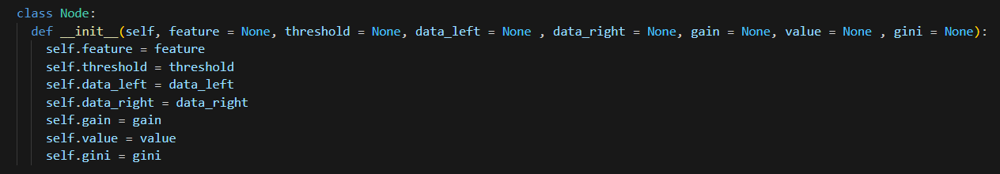 class Node:
  def __init__(self, feature = None, threshold = None, data_left = None , data_right = None, gain = None, value = None , gini = None):
    self.feature = feature
    self.threshold = threshold
    self.data_left = data_left
    self.data_right = data_right
    self.gain = gain
    self.value = value
    self.gini = gini